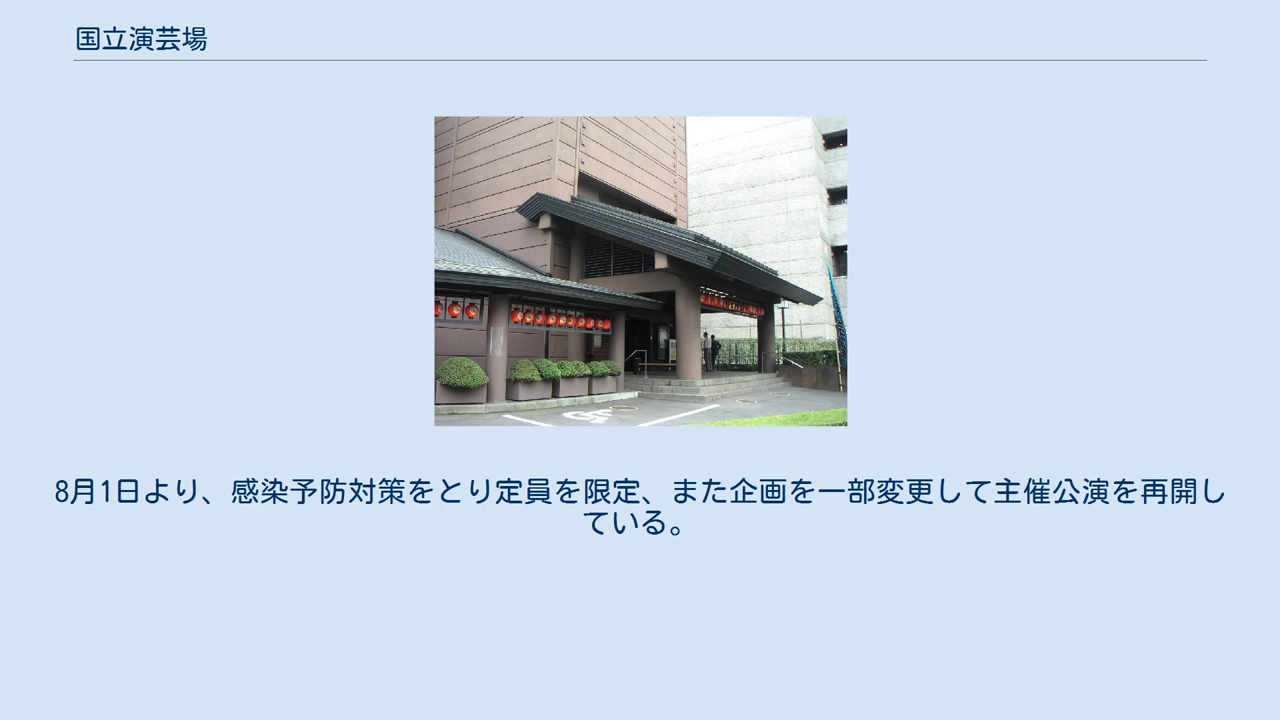 国立演芸場
8月1日より、感染予防対策をとり定員を限定、また企画を一部変更して主催公演を再開し
ている。